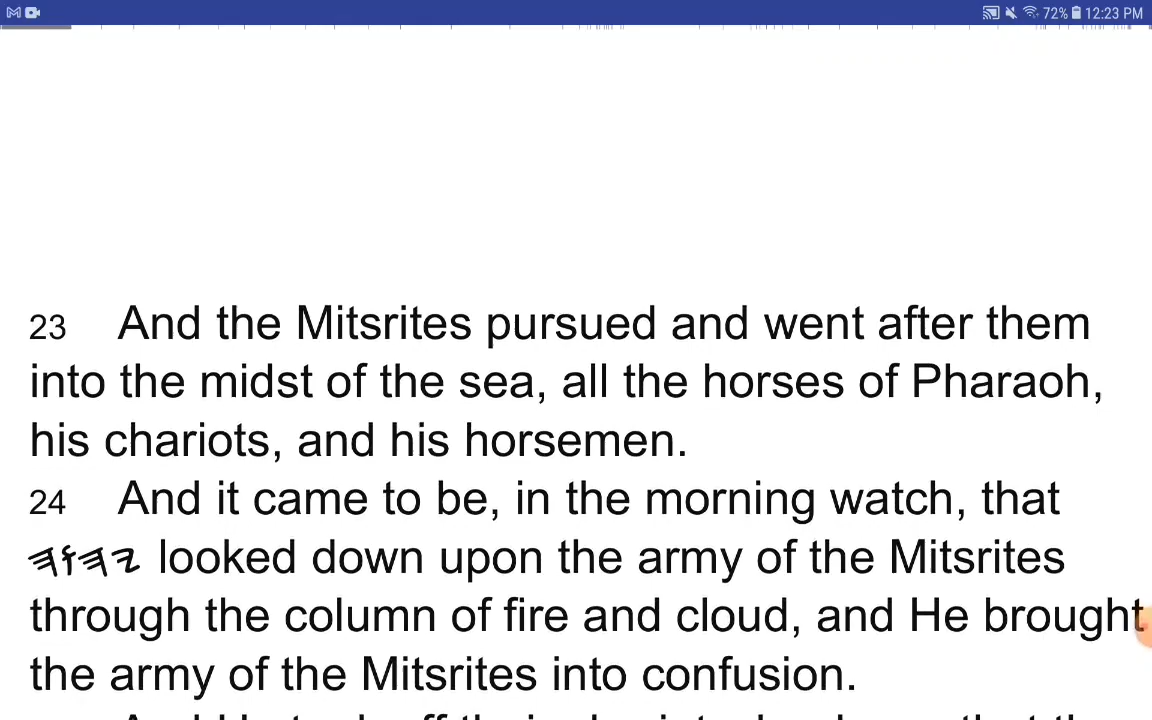 72% 12:23 PM
23 And the Mitsrites pursued and went after them
into the midst of the sea, all the horses of Pharaoh,
his chariots, and his horsemen.
24 And it came to be, in the morning watch, that
𐤉𐤄𐤅𐤄 looked down upon the army of the Mitsrites
through the column of fire and cloud, and He brought
the army of the Mitsrites into confusion.